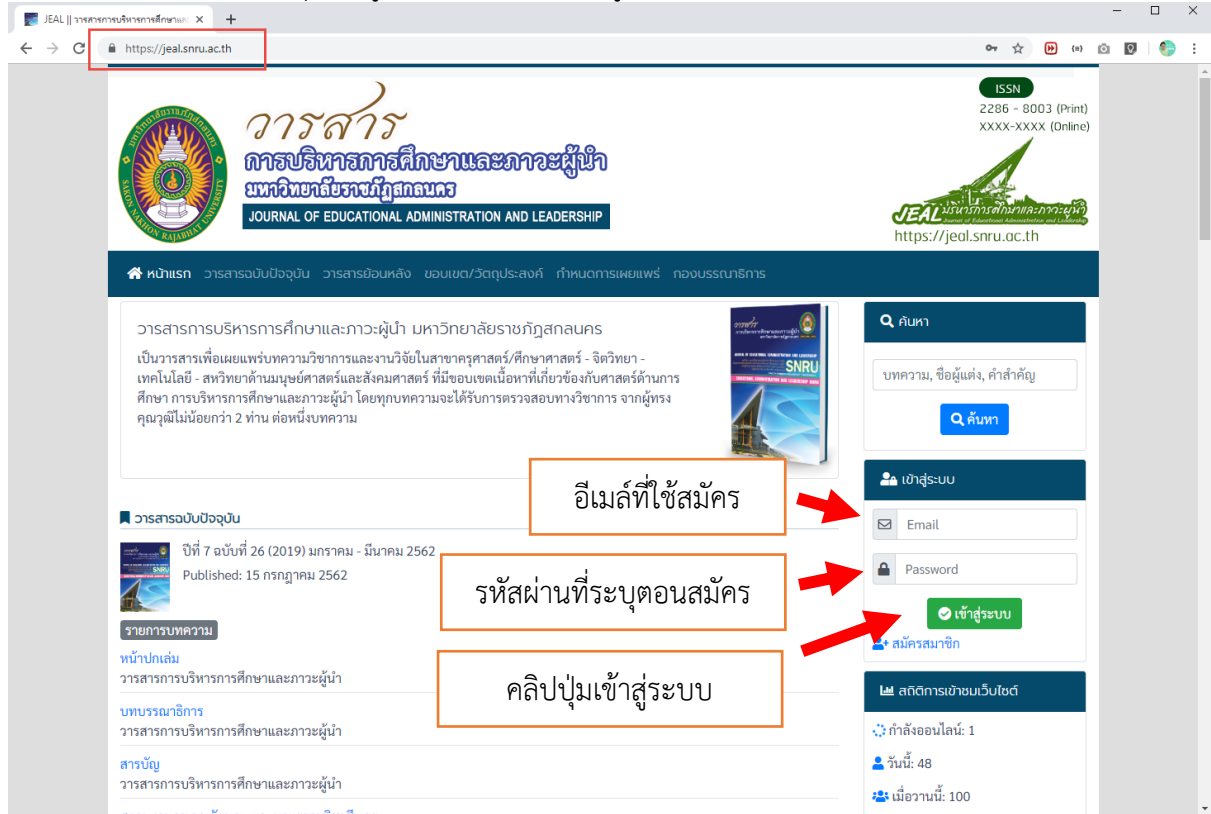 JEAL || วารสารการบริหารการศึกษาและ
https://jeal.snru.ac.th
วารสาร
การบริหารการศึกษาและภาวะผู้นำ
มหาวิทยาลัยราชภัฏสกลนคร
JOURNAL OF EDUCATIONAL ADMINISTRATION AND LEADERSHIP
ISSN
2286 - 8003 (Print)
XXXX-XXXX (Online)
JEAL บริหารการศึกษาและภาวะผู้นำ
Journal of Educational Administration and Leadership
https://jeal.snru.ac.th
หน้าแรก วารสารฉบับปัจจุบัน วารสารย้อนหลัง ขอบเขต/วัตถุประสงค์ กำหนดการเผยแพร่ กองบรรณาธิการ
วารสารการบริหารการศึกษาและภาวะผู้นำ มหาวิทยาลัยราชภัฏสกลนคร
เป็นวารสารเพื่อเผยแพร่บทความวิชาการและงานวิจัยในสาขาครุศาสตร์/ศึกษาศาสตร์ - จิตวิทยา -
เทคโนโลยี - สหวิทยาด้านมนุษย์ศาสตร์และสังคมศาสตร์ ที่มีขอบเขตเนื้อหาที่เกี่ยวข้องกับศาสตร์ด้านการ
ศึกษา การบริหารการศึกษาและภาวะผู้นำ โดยทุกบทความจะได้รับการตรวจสอบทางวิชาการ จากผู้ทรง
คุณวุฒิไม่น้อยกว่า 2 ท่าน ต่อหนึ่งบทความ
SNRU
ค้นหา
บทความ, ชื่อผู้แต่ง, คำสำคัญ
ค้นหา
เข้าสู่ระบบ
Email
Password
เข้าสู่ระบบ
สมัครสมาชิก
อีเมล์ที่ใช้สมัคร
รหัสผ่านที่ระบุตอนสมัคร
คลิปปุ่มเข้าสู่ระบบ
วารสารฉบับปัจจุบัน
ปีที่ 7 ฉบับที่ 26 (2019) มกราคม - มีนาคม 2562
Published: 15 กรกฎาคม 2562
รายการบทความ
หน้าปกเล่ม
วารสารการบริหารการศึกษาและภาวะผู้นำ
บทบรรณาธิการ
วารสารการบริหารการศึกษาและภาวะผู้นำ
สารบัญ
วารสารการบริหารการศึกษาและภาวะผู้นำ
สถิติการเข้าชมเว็บไซต์
กำลังออนไลน์: 1
วันนี้: 48
เมื่อวานนี้: 100